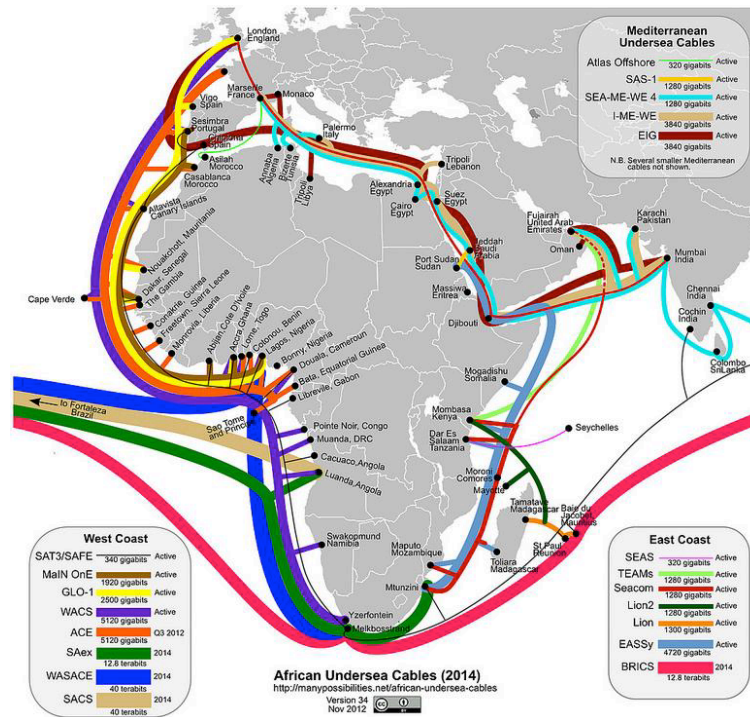 London
England
Mediterranean
Undersea Cables
Atlas Offshore
320 gigabits
Active
SAS-1
1280 gigabits
Active
SEA-ME-WE 4
1280 gigabits
Active
I-ME-WE
3840 gigabits
Active
EIG
3840 gigabits
Active
N.B. Several smaller Mediterranean
cables not shown.
Marseille
France
Monaco
Vigo
Spain
Sesimbra
Portugal
Spain
Asilah
Morocco
Casablanca
Morocco
Palermo
Italy
Annaba
Algeria
Bizerte
Tunisia
Tripoli
Libya
Tripoli
Lebanon
Alexandria
Egypt
Cairo
Egypt
Suez
Egypt
Altavista
Canary Islands
Jeddah
Saudi
Arabia
Port Sudan
Sudan
Massiwa
Eritrea
Djibouti
Fujairah
United Arab
Emirates
Oman
Karachi
Pakistan
Mumbai
India
Chennai
India
Cochin
India
Colombo
Sri Lanka
Nouakchott, Mauritania
Dakar, Senegal
The Gambia
Cape Verde
Conakrie, Guinea
Freetown, Sierra Leone
Monrovia, Liberia
Abijan, Cote D'Ivoire
Accra, Ghana
Lome, Togo
Cotonou, Benin
Lagos, Nigeria
Bonny, Nigeria
Douala, Cameroun
Bata, Equatorial Guinea
Libreville, Gabon
to Fortaleza
Brazil
Sao Tome
and Principe
Pointe Noir, Congo
Muanda, DRC
Cacuaco, Angola
Luanda, Angola
Mogadishu
Somalia
Mombasa
Kenya
Dar Es
Salaam
Tanzania
Seychelles
Moroni
Comores
Mayotte
Tamatave
Madagascar
Baie du
Jacobet
Mauritius
St Paul
Reunion
Toliara
Madagascar
Maputo
Mozambique
Mtunzini
Swakopmund
Namibia
Yzerfontein
Melkbosstrand
West Coast
SAT3/SAFE
340 gigabits
Active
MaIN OnE
1920 gigabits
Active
GLO-1
2500 gigabits
Active
WACS
5120 gigabits
Active
ACE
5120 gigabits
Q3 2012
SAex
12.8 terabits
2014
WASACE
40 terabits
2014
SACS
40 terabits
2014
East Coast
SEAS
320 gigabits
Active
TEAMs
1280 gigabits
Active
Seacom
1280 gigabits
Active
Lion2
1280 gigabits
Active
Lion
1300 gigabits
Active
EASSy
4720 gigabits
Active
BRICS
12.8 terabits
2014
African Undersea Cables (2014)
http://manypossibilities.net/african-undersea-cables
Version 34
Nov 2012